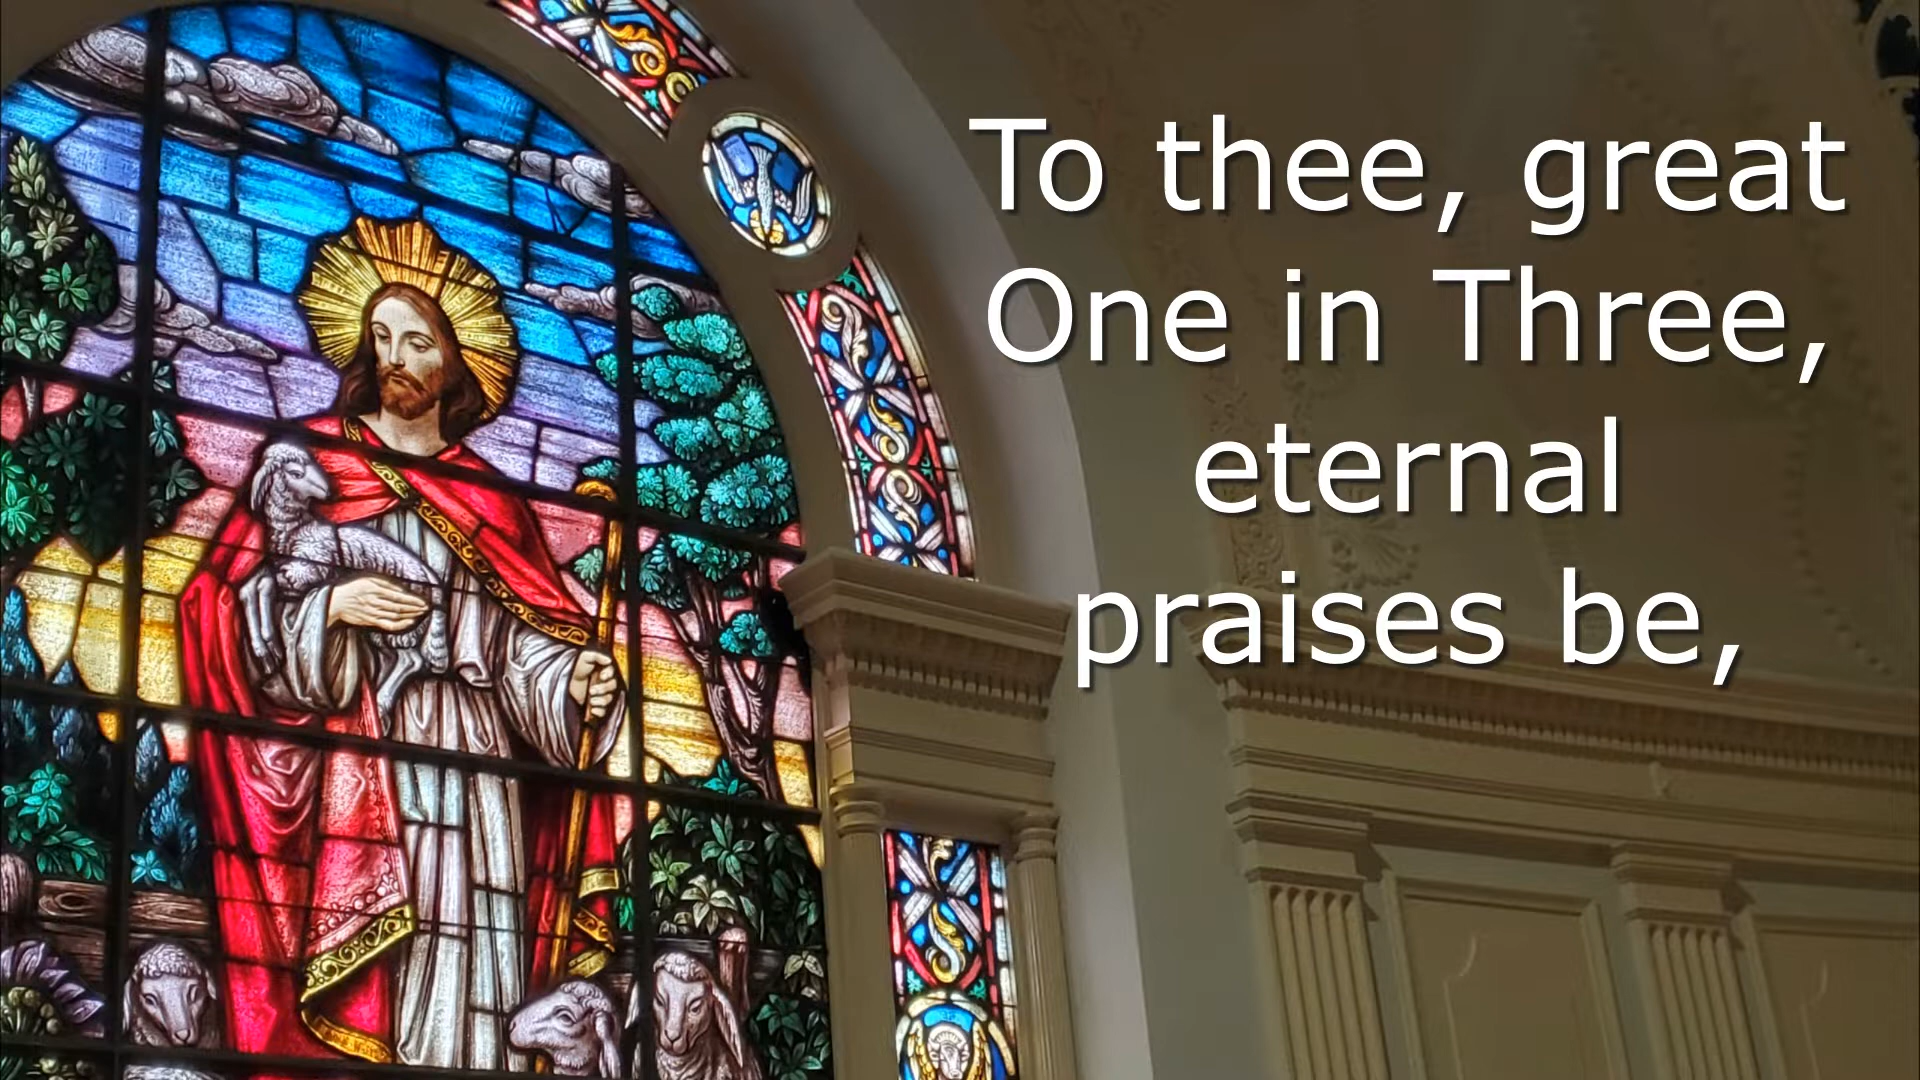 To thee, great
One in Three,
eternal
praises be,